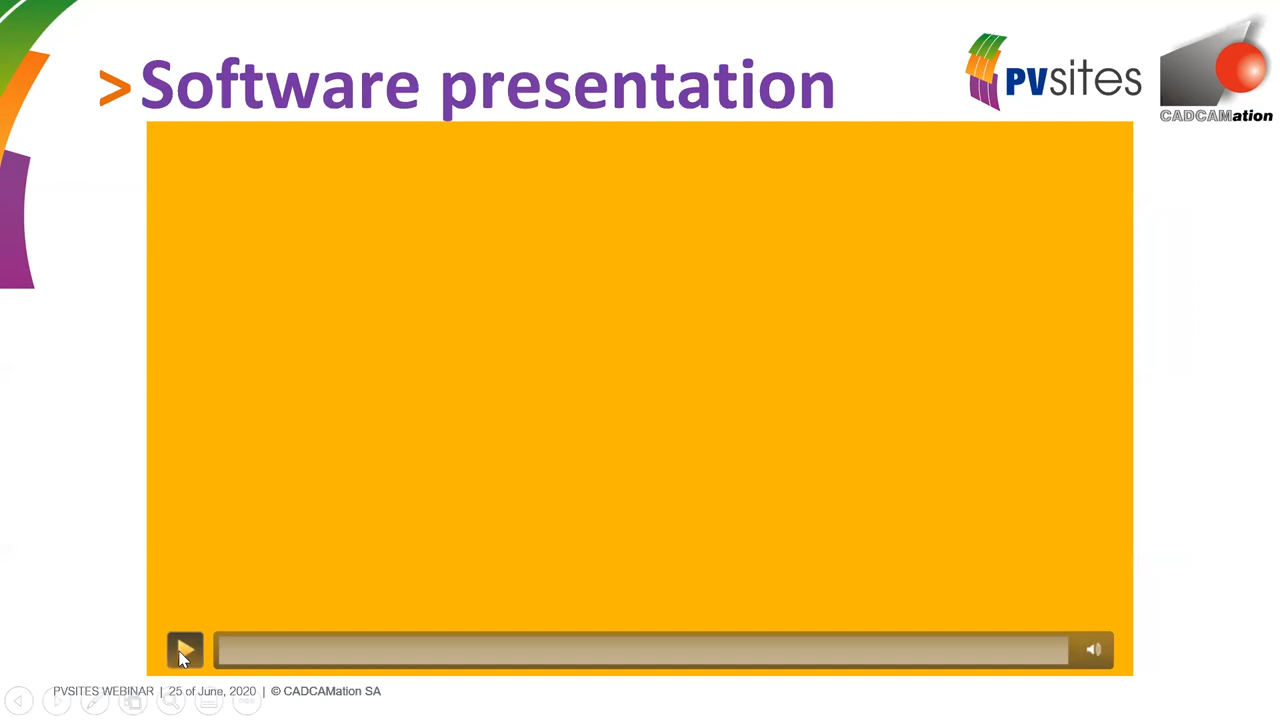 > Software presentation
PVsites
CADCAMation
PVSITES WEBINAR | 25 of June, 2020 | © CADCAMation SA